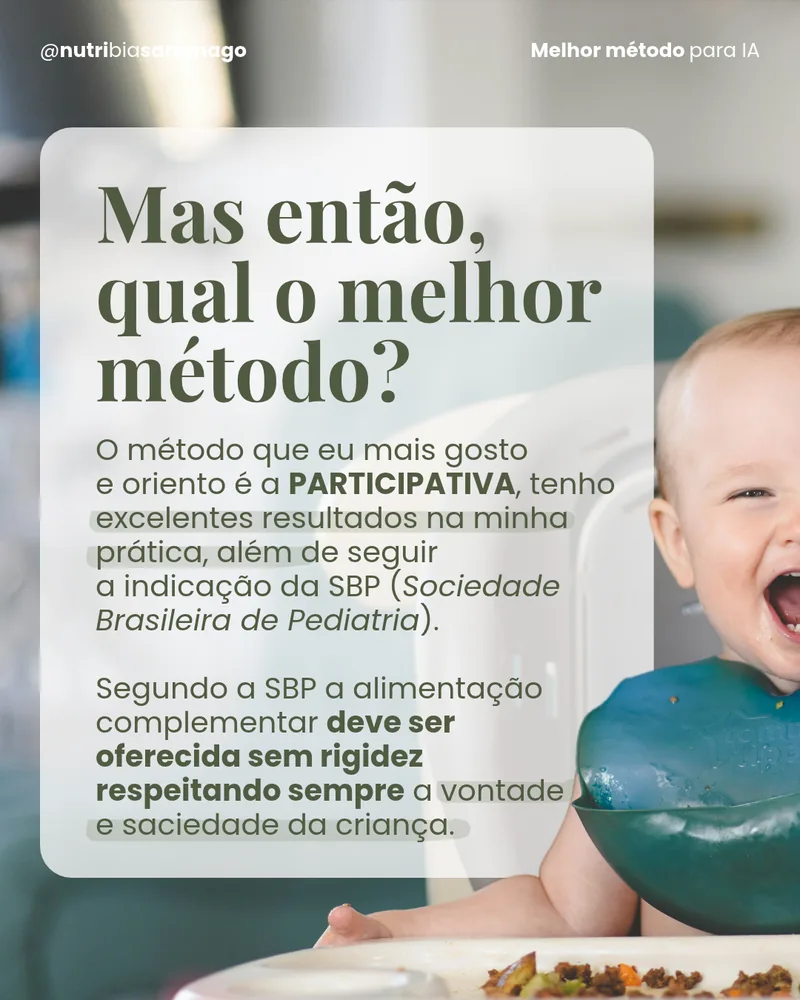 @nutribiasaramago
Melhor método para IA
Mas então,
qual o melhor
método?
O método que eu mais gosto
e oriento é a PARTICIPATIVA, tenho
excelentes resultados na minha
prática, além de seguir
a indicação da SBP (Sociedade
Brasileira de Pediatria).
Segundo a SBP a alimentação
complementar deve ser
oferecida sem rigidez
respeitando sempre a vontade
e saciedade da criança.